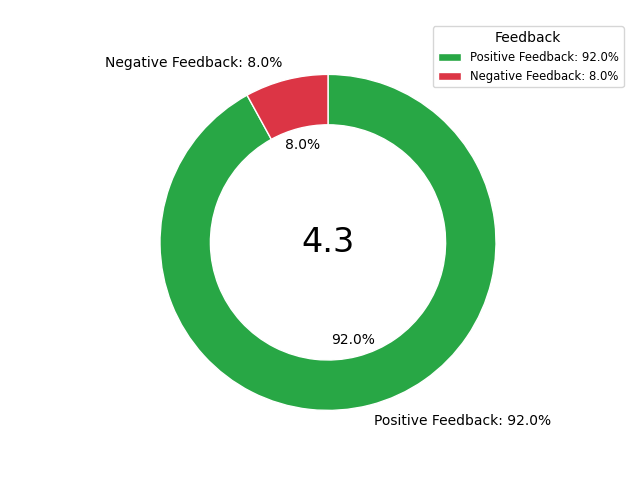 Feedback
Positive Feedback: 92.0%
Negative Feedback: 8.0%
Negative Feedback: 8.0%
8.0%
4.3
92.0%
Positive Feedback: 92.0%